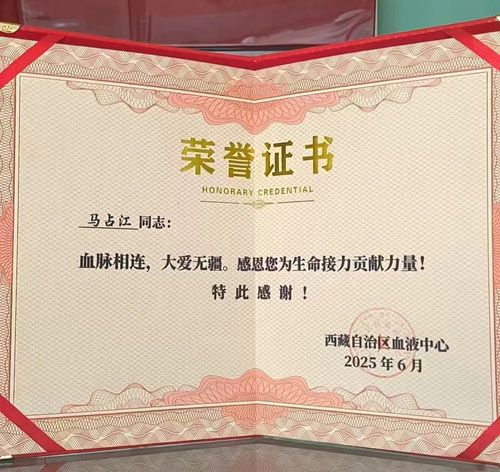 荣誉证书
HONORARY CREDENTIAL
马占江 同志：
血脉相连，大爱无疆。感恩您为生命接力贡献力量！
特此感谢！
西藏自治区血液中心
2025年6月